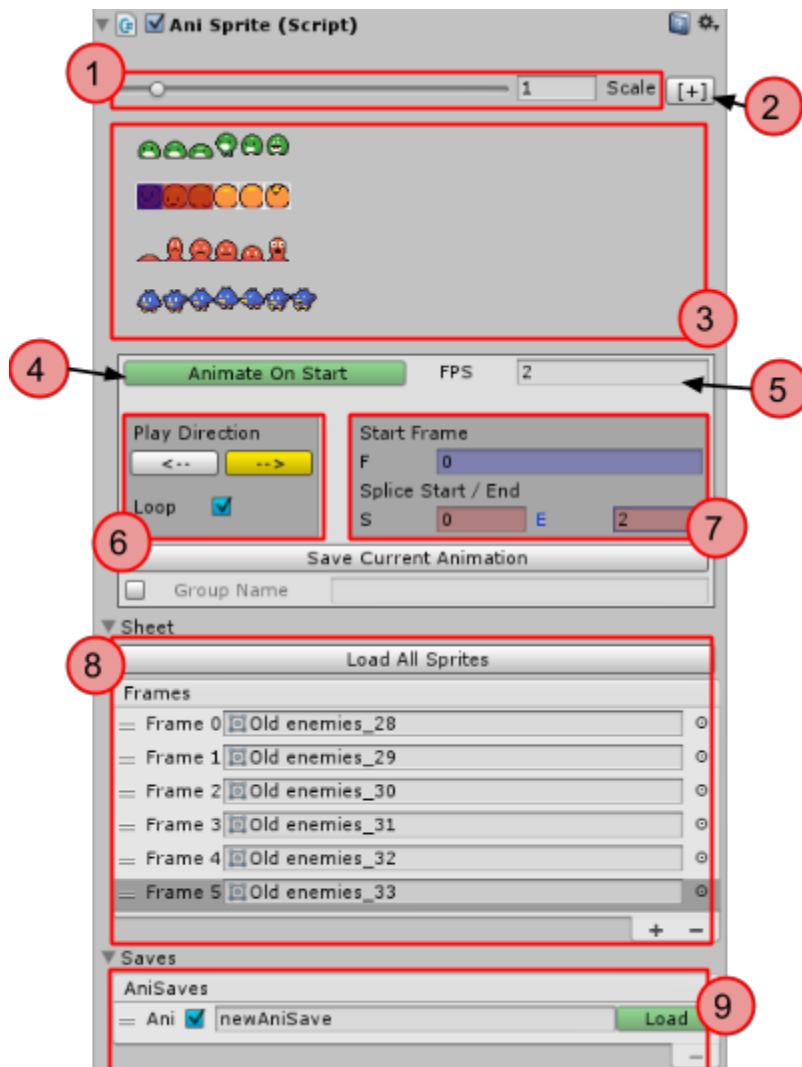 Ani Sprite (Script)
1
1 Scale [+]
2
3
4
Animate On Start FPS 2
5
Play Direction
<-- -->
Loop
6
Start Frame
F 0
Splice Start / End
S 0 E 2
7
Save Current Animation
Group Name
Sheet
8
Load All Sprites
Frames
Frame 0 Old enemies_28
Frame 1 Old enemies_29
Frame 2 Old enemies_30
Frame 3 Old enemies_31
Frame 4 Old enemies_32
Frame 5 Old enemies_33
+ −
Saves
AniSaves
Ani newAniSave Load
9
−